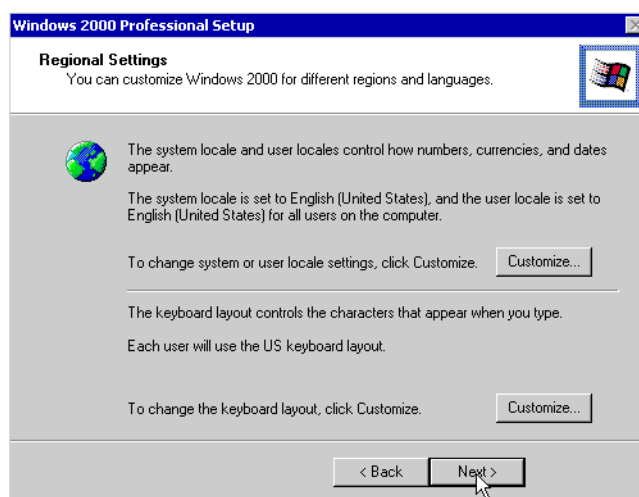 Windows 2000 Professional Setup
Regional Settings
You can customize Windows 2000 for different regions and languages.
The system locale and user locales control how numbers, currencies, and dates
appear.
The system locale is set to English (United States), and the user locale is set to
English (United States) for all users on the computer.
To change system or user locale settings, click Customize.
Customize...
The keyboard layout controls the characters that appear when you type.
Each user will use the US keyboard layout.
To change the keyboard layout, click Customize.
Customize...
< Back
Next >